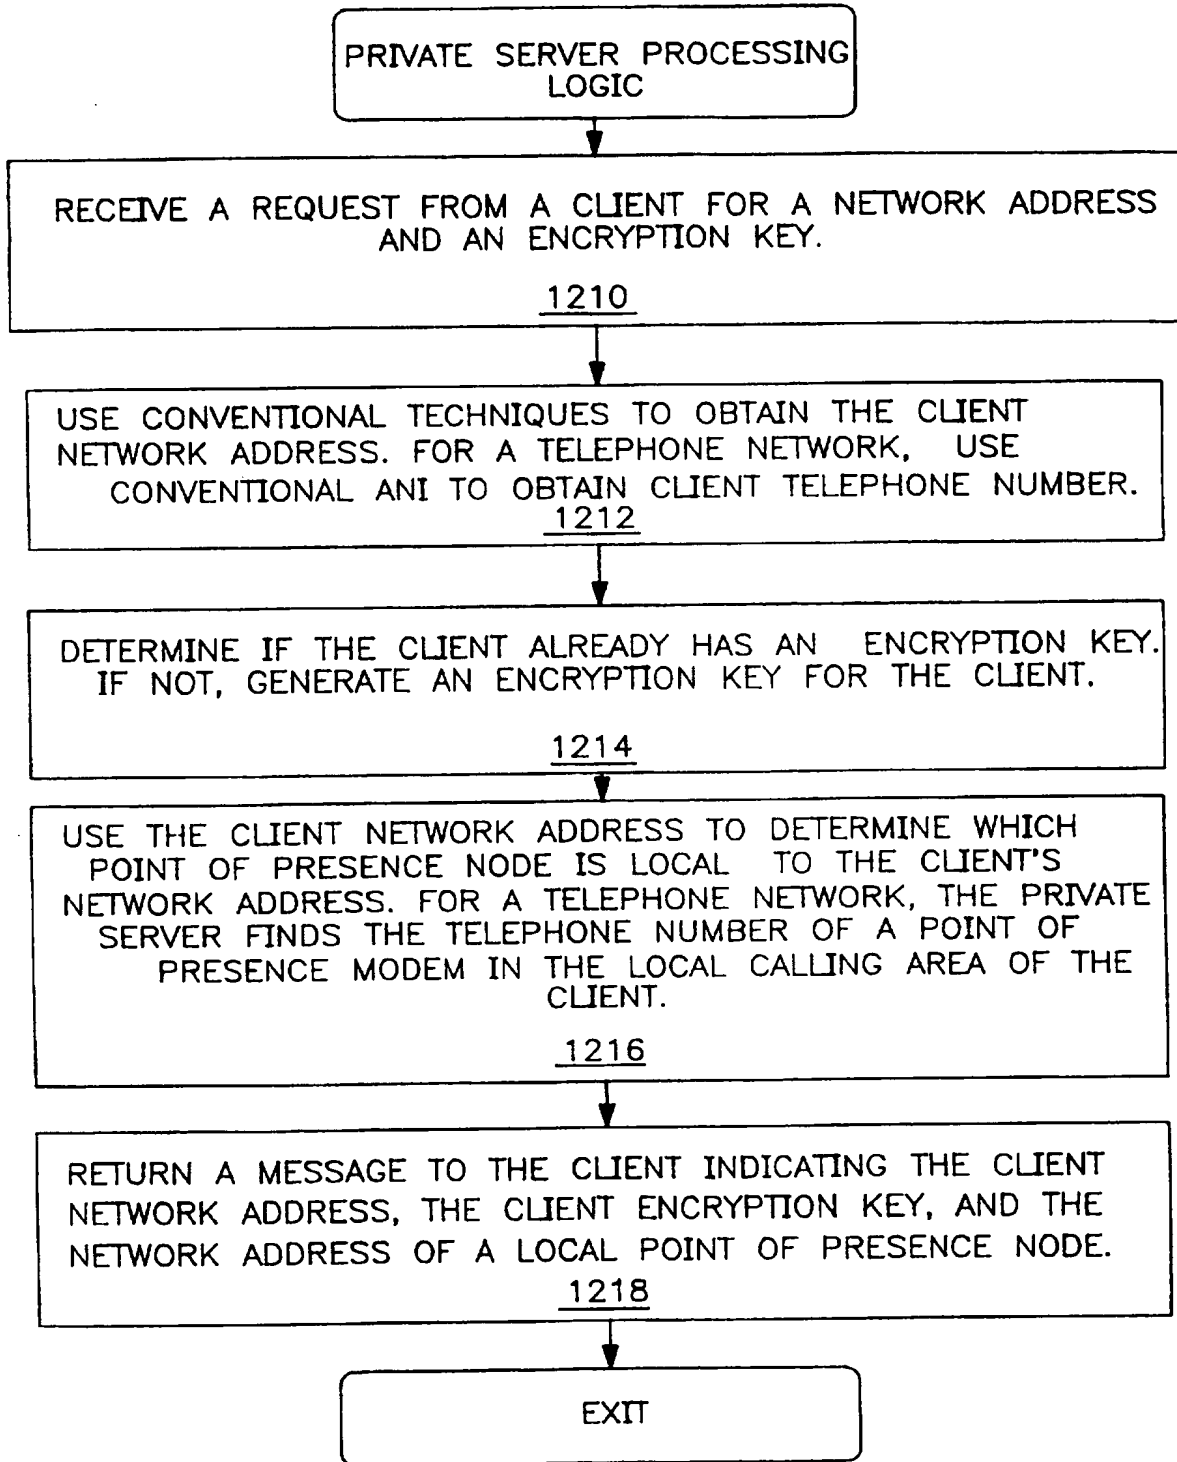 PRIVATE SERVER PROCESSING
LOGIC
RECEIVE A REQUEST FROM A CLIENT FOR A NETWORK ADDRESS
AND AN ENCRYPTION KEY.
1210
USE CONVENTIONAL TECHNIQUES TO OBTAIN THE CLIENT
NETWORK ADDRESS. FOR A TELEPHONE NETWORK, USE
CONVENTIONAL ANI TO OBTAIN CLIENT TELEPHONE NUMBER.
1212
DETERMINE IF THE CLIENT ALREADY HAS AN ENCRYPTION KEY.
IF NOT, GENERATE AN ENCRYPTION KEY FOR THE CLIENT.
1214
USE THE CLIENT NETWORK ADDRESS TO DETERMINE WHICH
POINT OF PRESENCE NODE IS LOCAL TO THE CLIENT'S
NETWORK ADDRESS. FOR A TELEPHONE NETWORK, THE PRIVATE
SERVER FINDS THE TELEPHONE NUMBER OF A POINT OF
PRESENCE MODEM IN THE LOCAL CALLING AREA OF THE
CLIENT.
1216
RETURN A MESSAGE TO THE CLIENT INDICATING THE CLIENT
NETWORK ADDRESS, THE CLIENT ENCRYPTION KEY, AND THE
NETWORK ADDRESS OF A LOCAL POINT OF PRESENCE NODE.
1218
EXIT